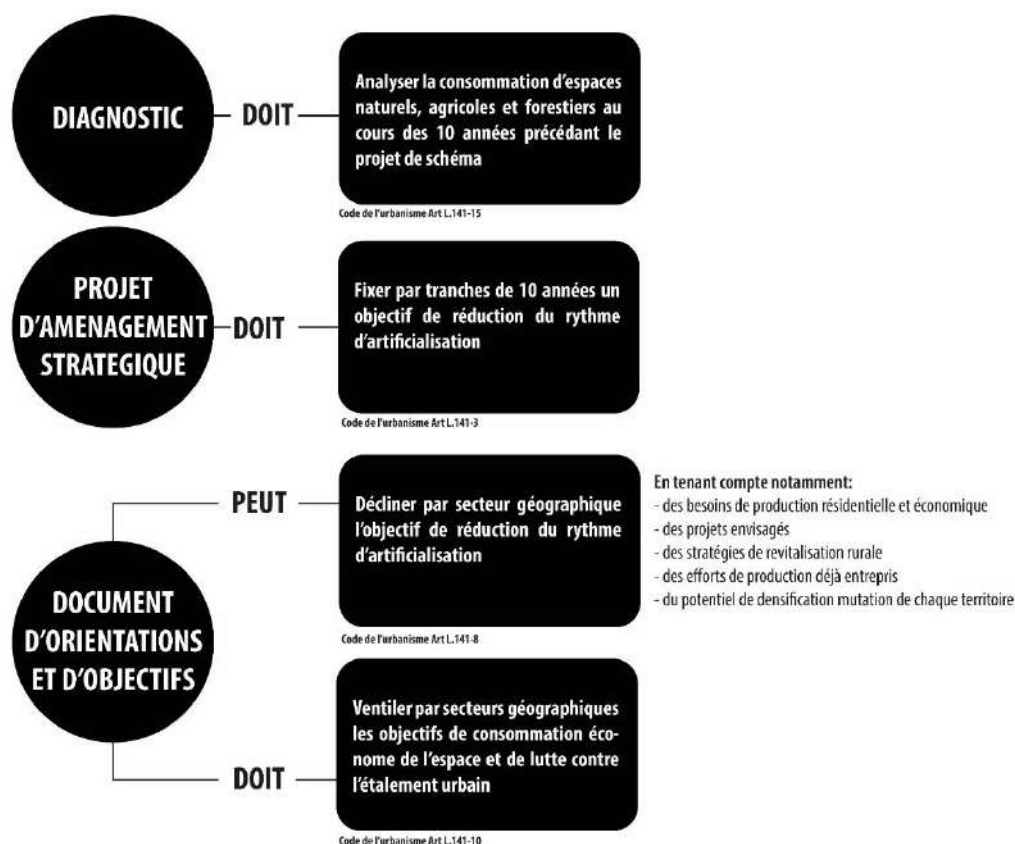 DIAGNOSTIC
DOIT
Analyser la consommation d'espaces
naturels, agricoles et forestiers au
cours des 10 années précédant le
projet de schéma
Code de l'urbanisme Art L.141-15
PROJET
D'AMENAGEMENT
STRATEGIQUE
DOIT
Fixer par tranches de 10 années un
objectif de réduction du rythme
d'artificialisation
Code de l'urbanisme Art L.141-3
DOCUMENT
D'ORIENTATIONS
ET D'OBJECTIFS
PEUT
Décliner par secteur géographique
l'objectif de réduction du rythme
d'artificialisation
Code de l'urbanisme Art L.141-8
En tenant compte notamment:
- des besoins de production résidentielle et économique
- des projets envisagés
- des stratégies de revitalisation rurale
- des efforts de production déjà entrepris
- du potentiel de densification mutation de chaque territoire
DOIT
Ventiler par secteurs géographiques
les objectifs de consommation éco-
nome de l'espace et de lutte contre
l'étalement urbain
Code de l'urbanisme Art L.141-10